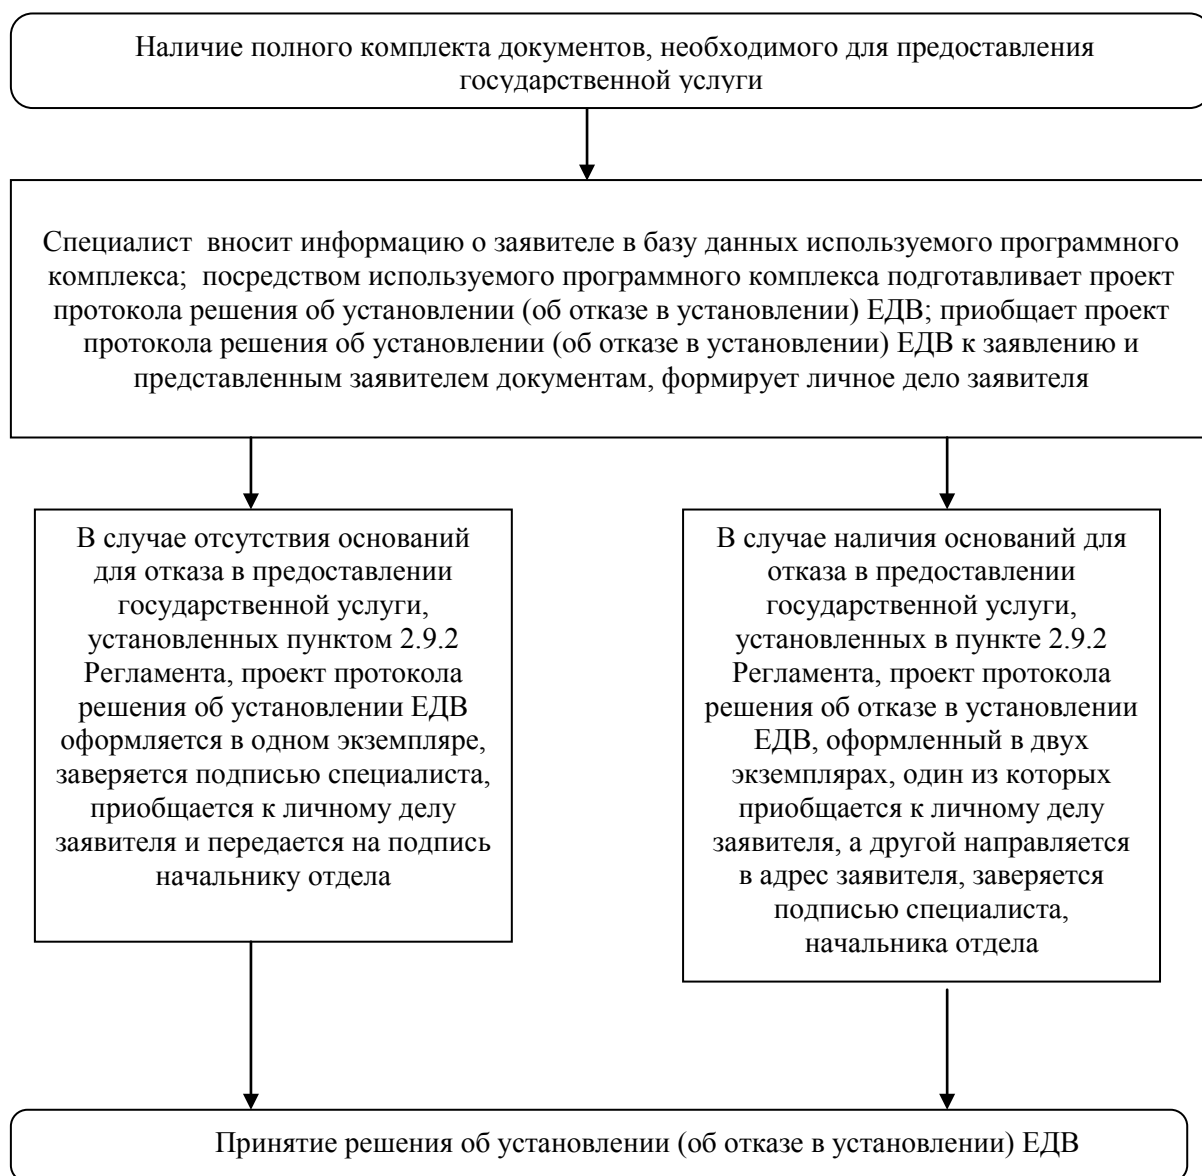 Наличие полного комплекта документов, необходимого для предоставления
государственной услуги
Специалист вносит информацию о заявителе в базу данных используемого программного
комплекса; посредством используемого программного комплекса подготавливает проект
протокола решения об установлении (об отказе в установлении) ЕДВ; приобщает проект
протокола решения об установлении (об отказе в установлении) ЕДВ к заявлению и
представленным заявителем документам, формирует личное дело заявителя
В случае отсутствия оснований
для отказа в предоставлении
государственной услуги,
установленных пунктом 2.9.2
Регламента, проект протокола
решения об установлении ЕДВ
оформляется в одном экземпляре,
заверяется подписью специалиста,
приобщается к личному делу
заявителя и передается на подпись
начальнику отдела
В случае наличия оснований для
отказа в предоставлении
государственной услуги,
установленных в пункте 2.9.2
Регламента, проект протокола
решения об отказе в установлении
ЕДВ, оформленный в двух
экземплярах, один из которых
приобщается к личному делу
заявителя, а другой направляется
в адрес заявителя, заверяется
подписью специалиста,
начальника отдела
Принятие решения об установлении (об отказе в установлении) ЕДВ